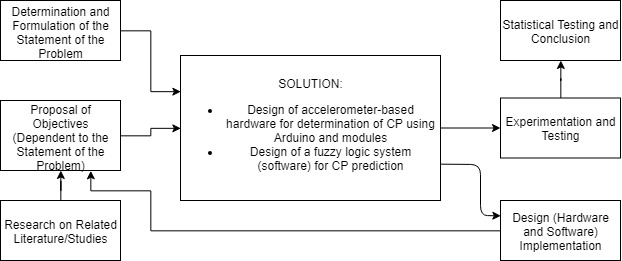 Determination and
Formulation of the
Statement of the
Problem
Proposal of
Objectives
(Dependent to the
Statement of the
Problem)
Research on Related
Literature/Studies
SOLUTION:
• Design of accelerometer-based
hardware for determination of CP using
Arduino and modules
• Design of a fuzzy logic system
(software) for CP prediction
Statistical Testing and
Conclusion
Experimentation and
Testing
Design (Hardware
and Software)
Implementation